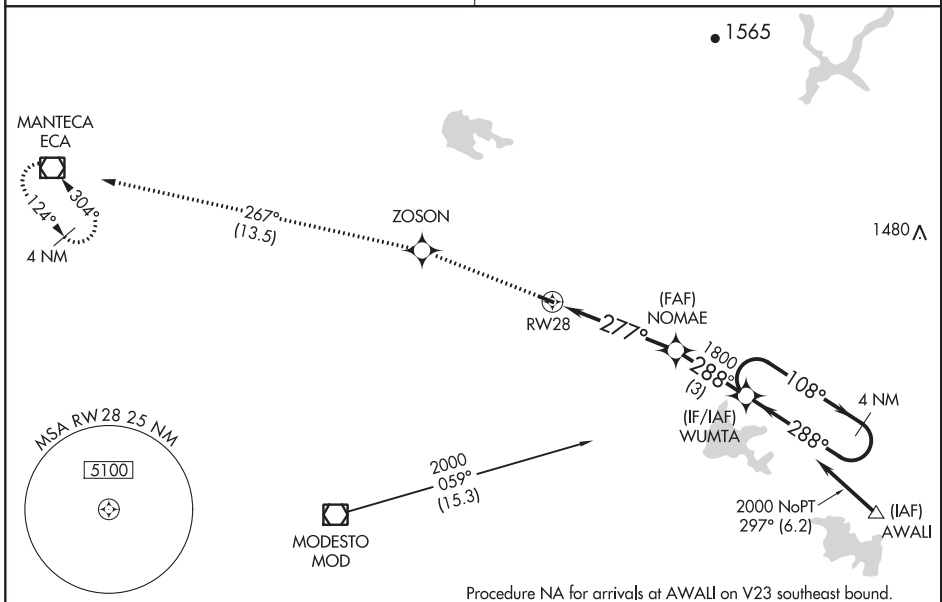 1565
MANTECA
ECA
304°
124°
4 NM
267°
(13.5)
ZOSON
1480
RW28
277°
(FAF)
NOMAE
1800
288°
(3)
108°
4 NM
(IF/IAF)
WUMTA
288°
MSA RW 28 25 NM
5100
2000
059°
(15.3)
MODESTO
MOD
2000 NoPT
297° (6.2)
(IAF)
AWALI
Procedure NA for arrivals at AWALI on V23 southeast bound.